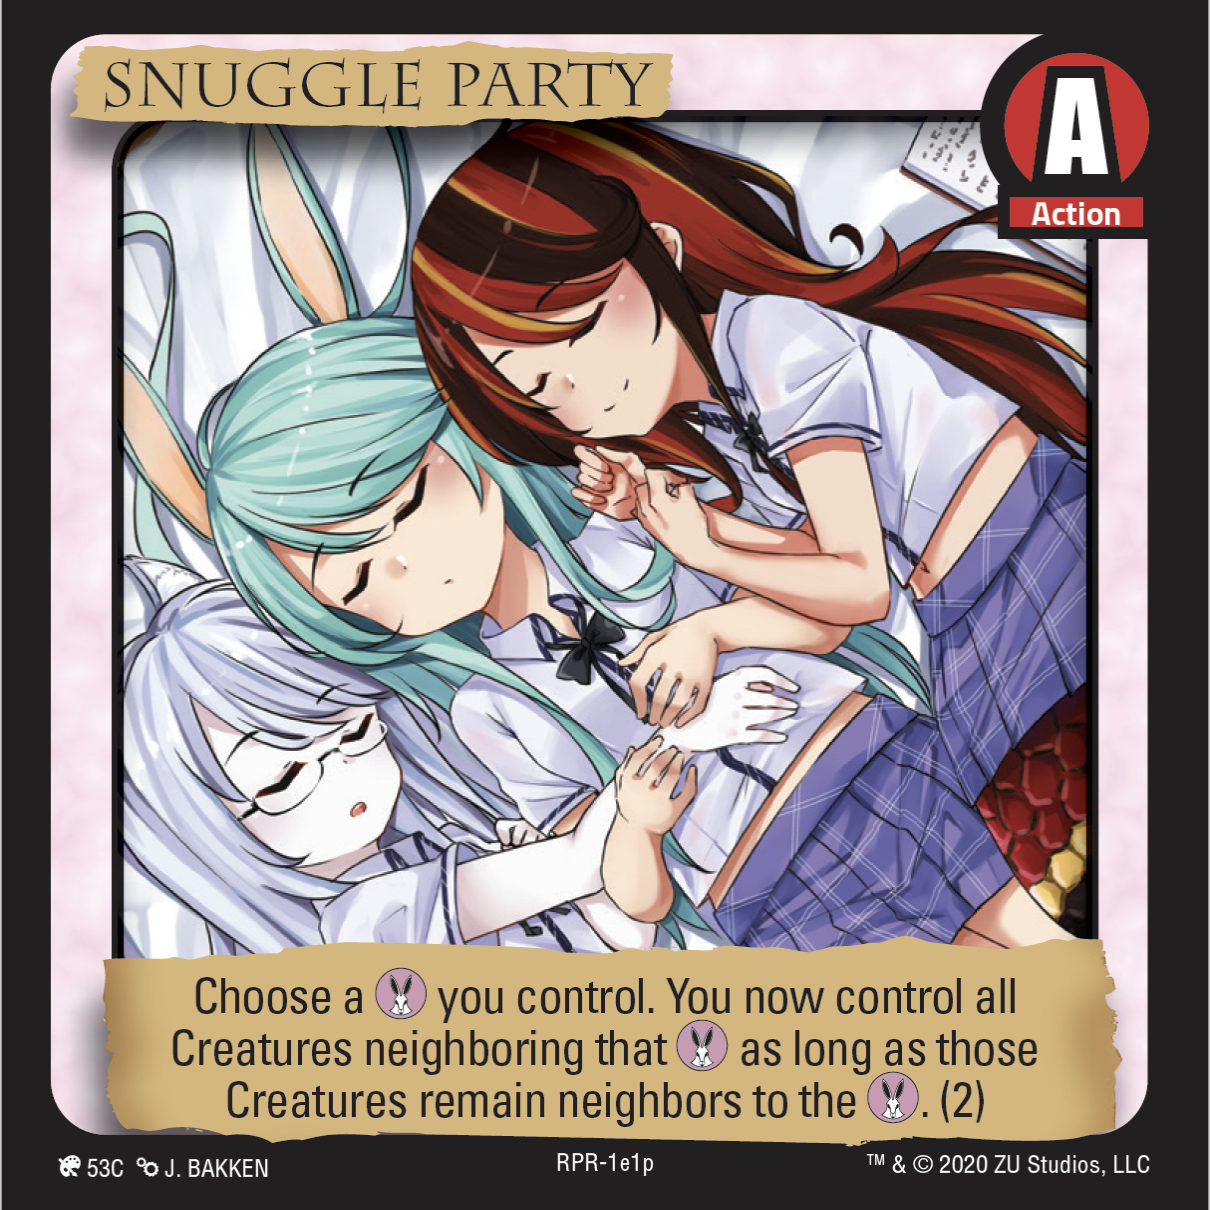 SNUGGLE PARTY
A
Action
Choose a you control. You now control all
Creatures neighboring that as long as those
Creatures remain neighbors to the . (2)
53C J. BAKKEN
RPR-1e1p
™ & © 2020 ZU Studios, LLC